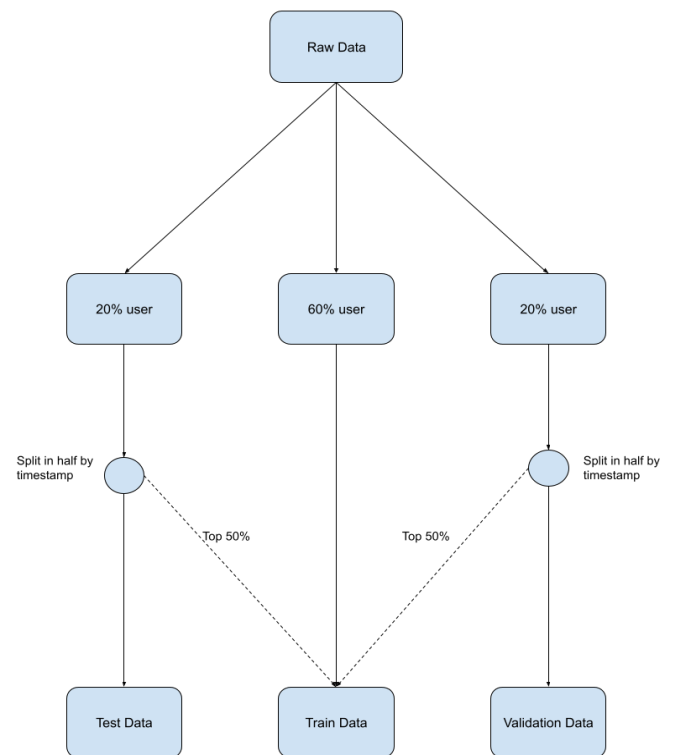 Raw Data
20% user
60% user
20% user
Split in half by
timestamp
Split in half by
timestamp
Top 50%
Top 50%
Test Data
Train Data
Validation Data